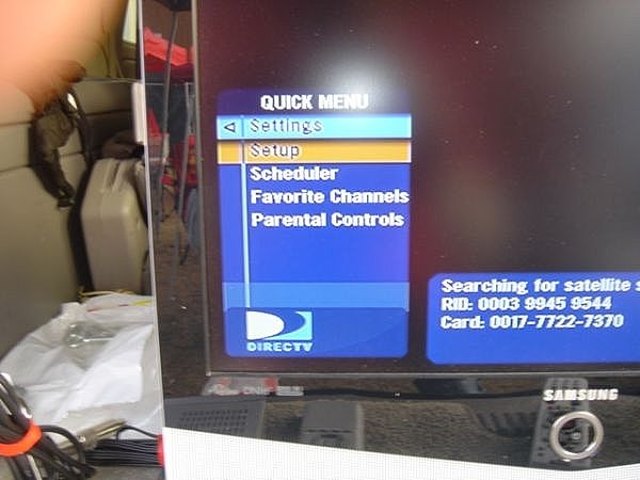 QUICK MENU
Settings
Setup
Scheduler
Favorite Channels
Parental Controls
DIRECTV
Searching for satellite s
RID: 0003 9945 9544
Card: 0017-7722-7370
SAMSUNG